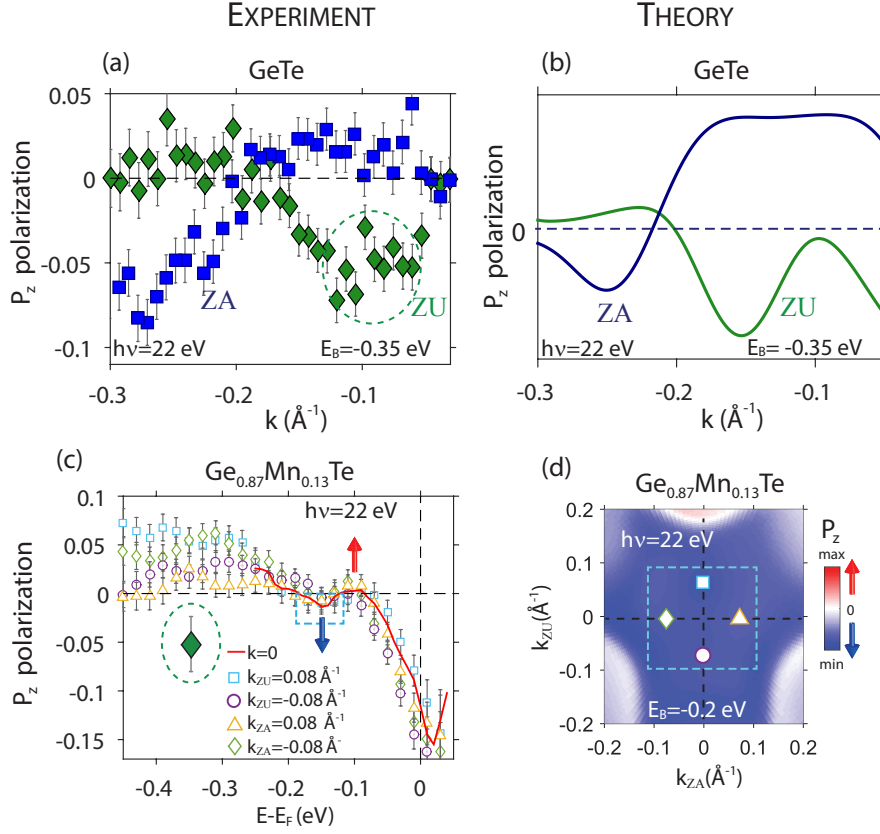 EXPERIMENT
THEORY
(a)
GeTe
0.05
0
-0.05
-0.1
P_z polarization
ZA
ZU
hν=22 eV
E_B=-0.35 eV
-0.3
-0.2
-0.1
k (Å⁻¹)
(b)
GeTe
0
P_z polarization
ZA
ZU
hν=22 eV
E_B= -0.35 eV
-0.3
-0.2
-0.1
k (Å⁻¹)
(c)
Ge₀.₈₇Mn₀.₁₃Te
hν=22 eV
0.1
0.05
0
-0.05
-0.1
-0.15
P_z polarization
k=0
k_ZU=0.08 Å⁻¹
k_ZU=-0.08 Å⁻¹
k_ZA=0.08 Å⁻¹
k_ZA=-0.08 Å⁻
-0.4
-0.3
-0.2
-0.1
0
E-E_F (eV)
(d)
Ge₀.₈₇Mn₀.₁₃Te
hν=22 eV
0.2
0.1
0
-0.1
-0.2
k_ZU(Å⁻¹)
E_B=-0.2 eV
-0.2
-0.1
0
0.1
0.2
k_ZA(Å⁻¹)
P_z
max
0
min